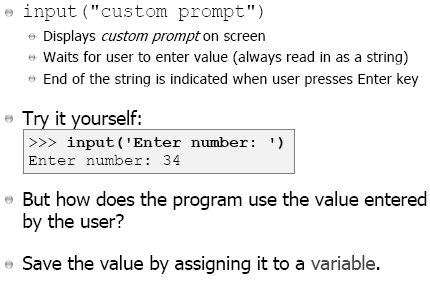 input("custom prompt")
Displays custom prompt on screen
Waits for user to enter value (always read in as a string)
End of the string is indicated when user presses Enter key
Try it yourself:
>>> input('Enter number: ')
Enter number: 34
But how does the program use the value entered
by the user?
Save the value by assigning it to a variable.